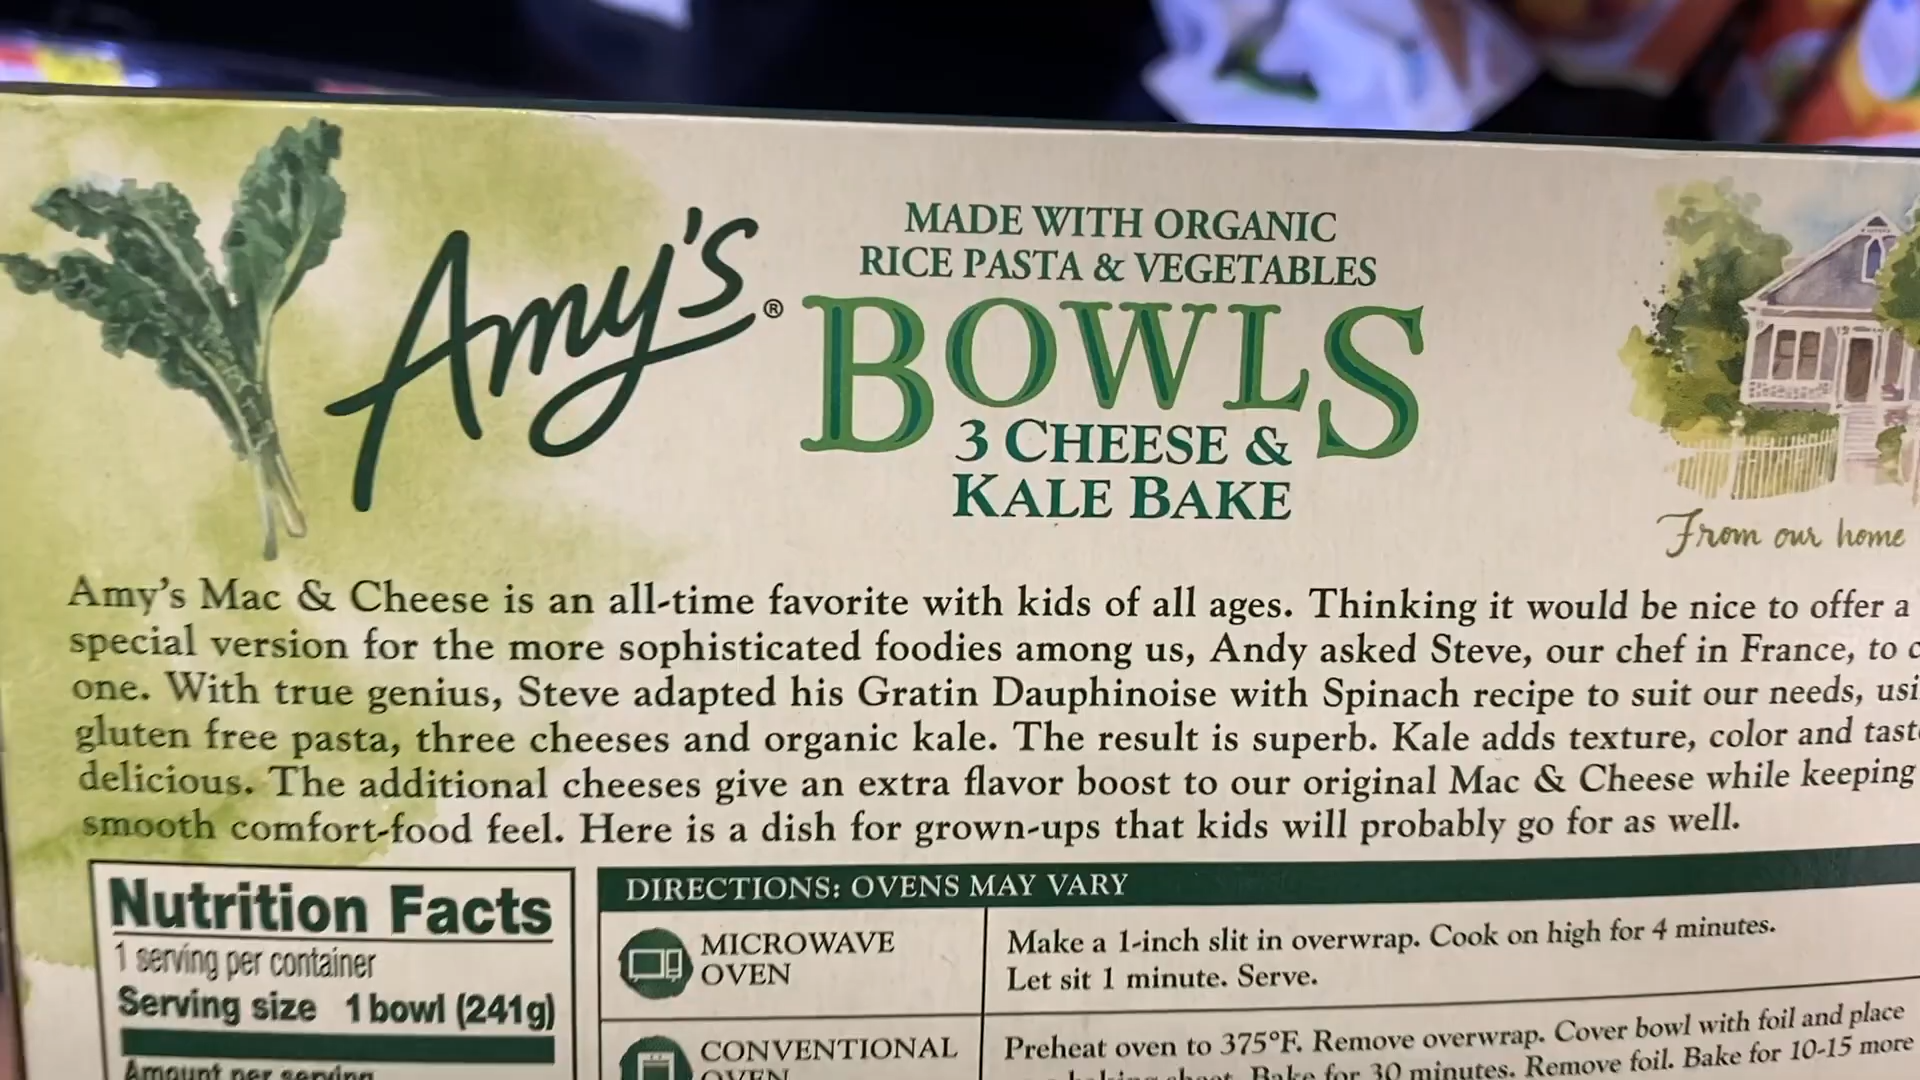 Amy's®
MADE WITH ORGANIC
RICE PASTA & VEGETABLES
BOWLS
3 CHEESE &
KALE BAKE
From our home
Amy's Mac & Cheese is an all-time favorite with kids of all ages. Thinking it would be nice to offer a
special version for the more sophisticated foodies among us, Andy asked Steve, our chef in France, to
one. With true genius, Steve adapted his Gratin Dauphinoise with Spinach recipe to suit our needs,
gluten free pasta, three cheeses and organic kale. The result is superb. Kale adds texture, color and
delicious. The additional cheeses give an extra flavor boost to our original Mac & Cheese while keeping
smooth comfort-food feel. Here is a dish for grown-ups that kids will probably go for as well.
Nutrition Facts
1 serving per container
Serving size 1 bowl (241g)
Amount per serving
DIRECTIONS: OVENS MAY VARY
MICROWAVE
OVEN
Make a 1-inch slit in overwrap. Cook on high for 4 minutes.
Let sit 1 minute. Serve.
CONVENTIONAL
OVEN
Preheat oven to 375°F. Remove overwrap. Cover bowl with foil and place
Bake for 30 minutes. Remove foil. Bake for 10-15 more